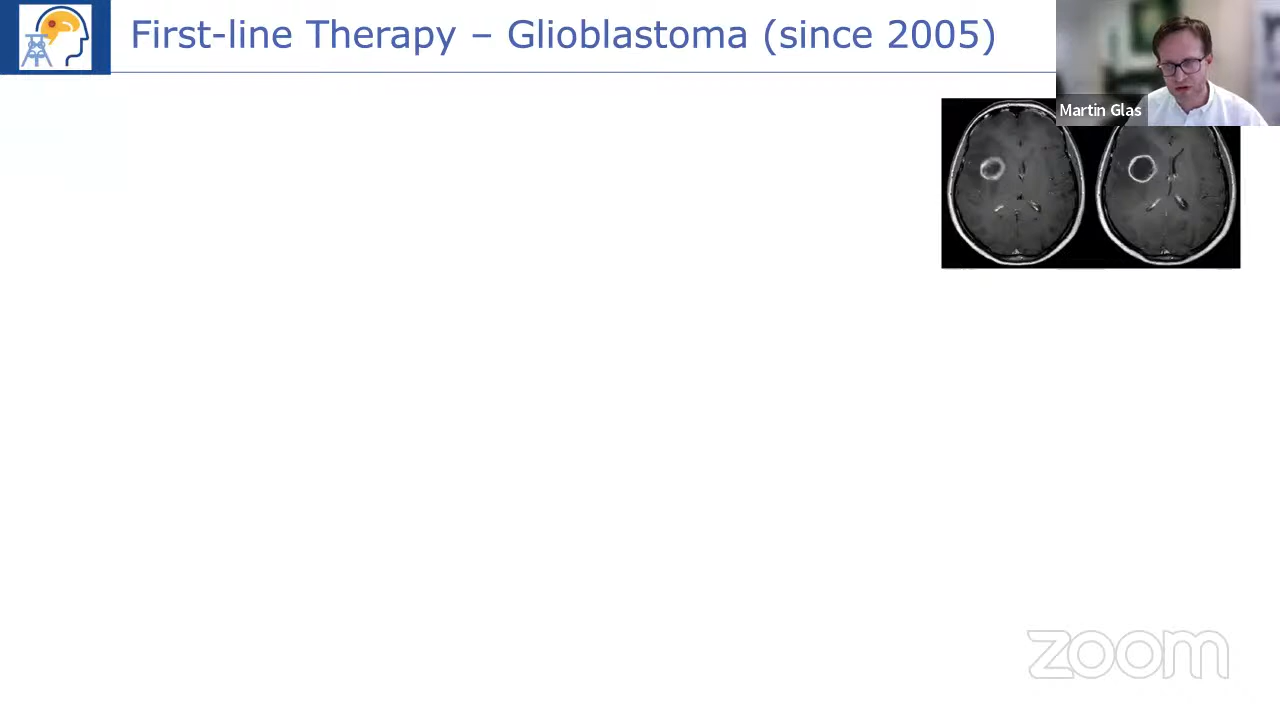 First-line Therapy – Glioblastoma (since 2005)
Martin Glas
zoom